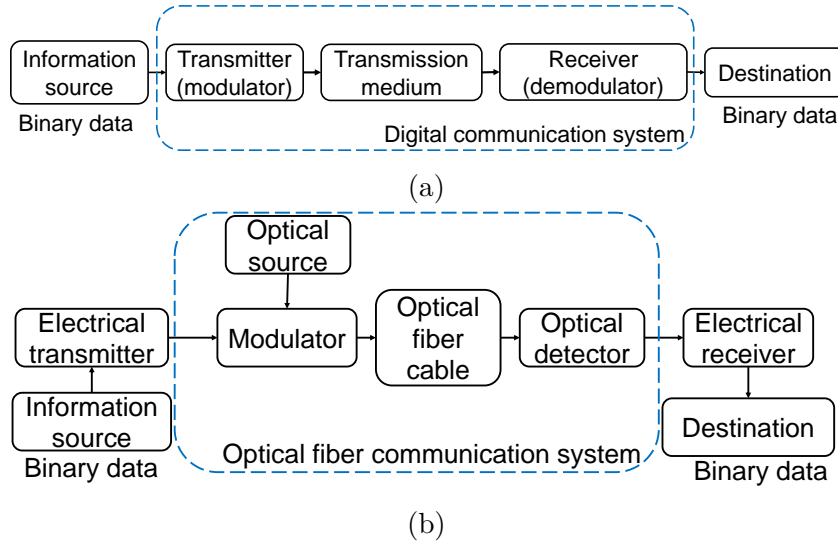 Information
source
Binary data
Transmitter
(modulator)
Transmission
medium
Receiver
(demodulator)
Destination
Binary data
Digital communication system
(a)
Optical
source
Electrical
transmitter
Modulator
Optical
fiber
cable
Optical
detector
Electrical
receiver
Information
source
Binary data
Destination
Binary data
Optical fiber communication system
(b)